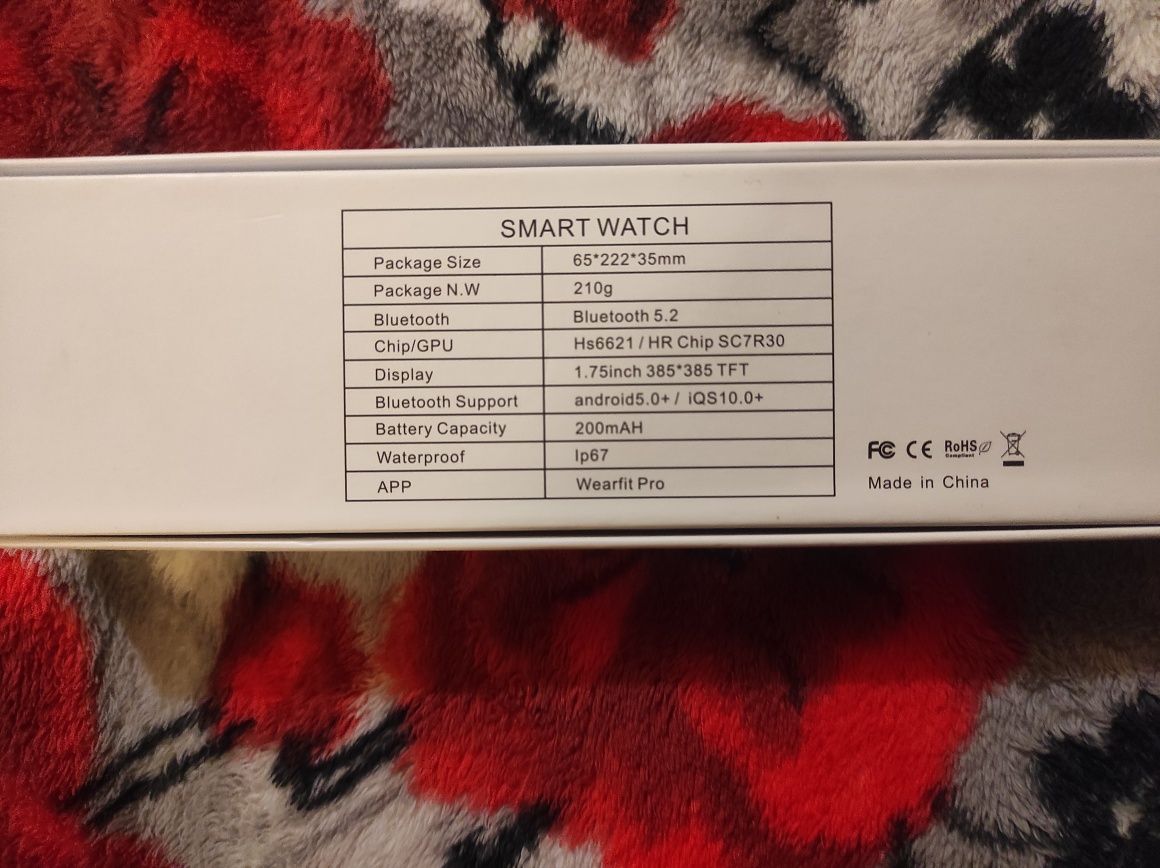 SMART WATCH
Package Size 65*222*35mm
Package N.W 210g
Bluetooth Bluetooth 5.2
Chip/GPU Hs6621 / HR Chip SC7R30
Display 1.75inch 385*385 TFT
Bluetooth Support android5.0+ / iQS10.0+
Battery Capacity 200mAH
Waterproof Ip67
APP Wearfit Pro
FC CE RoHS
Compliant
Made in China